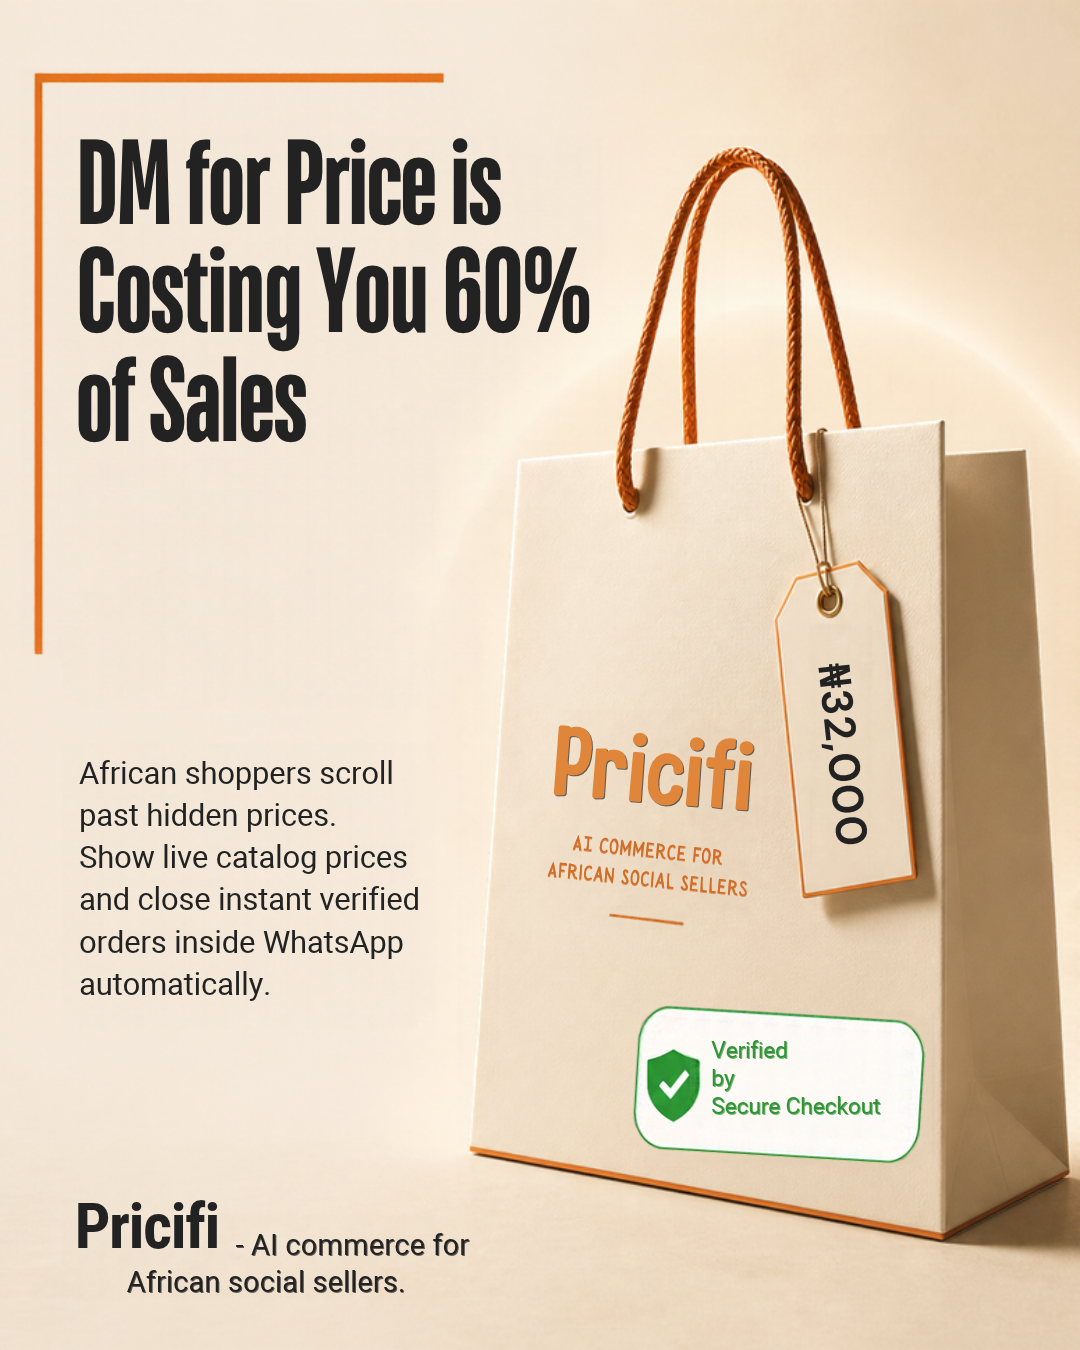 DM for Price is
Costing You 60%
of Sales
₦32,000
Pricifi
AI COMMERCE FOR
AFRICAN SOCIAL SELLERS
African shoppers scroll
past hidden prices.
Show live catalog prices
and close instant verified
orders inside WhatsApp
automatically.
Verified
by
Secure Checkout
Pricifi - AI commerce for
African social sellers.